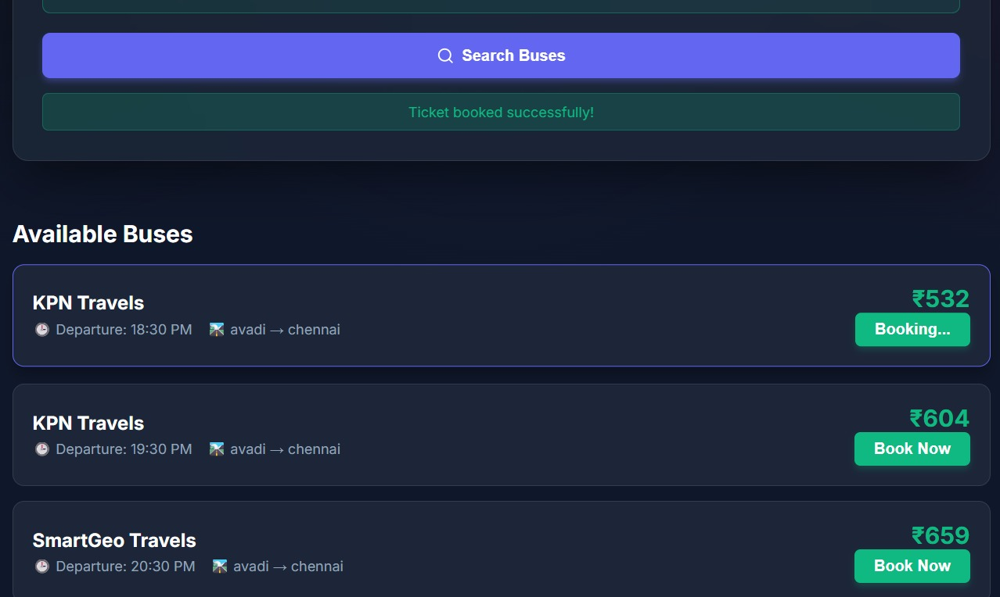 Search Buses
Ticket booked successfully!
Available Buses
KPN Travels
₹532
Departure: 18:30 PM avadi → chennai
Booking...
KPN Travels
₹604
Departure: 19:30 PM avadi → chennai
Book Now
SmartGeo Travels
₹659
Departure: 20:30 PM avadi → chennai
Book Now